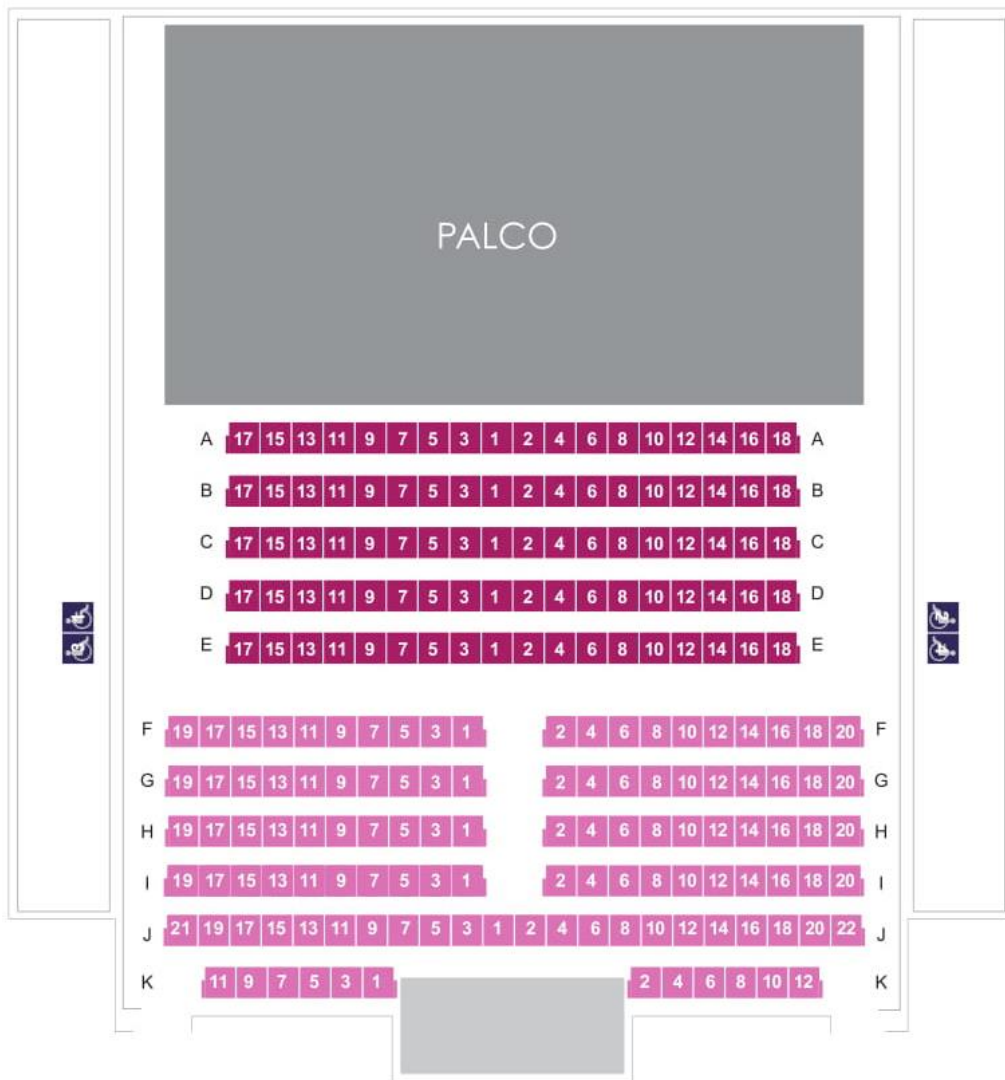 PALCO
A 17 15 13 11 9 7 5 3 1 2 4 6 8 10 12 14 16 18 A
B 17 15 13 11 9 7 5 3 1 2 4 6 8 10 12 14 16 18 B
C 17 15 13 11 9 7 5 3 1 2 4 6 8 10 12 14 16 18 C
D 17 15 13 11 9 7 5 3 1 2 4 6 8 10 12 14 16 18 D
E 17 15 13 11 9 7 5 3 1 2 4 6 8 10 12 14 16 18 E
F 19 17 15 13 11 9 7 5 3 1 2 4 6 8 10 12 14 16 18 20 F
G 19 17 15 13 11 9 7 5 3 1 2 4 6 8 10 12 14 16 18 20 G
H 19 17 15 13 11 9 7 5 3 1 2 4 6 8 10 12 14 16 18 20 H
I 19 17 15 13 11 9 7 5 3 1 2 4 6 8 10 12 14 16 18 20 I
J 21 19 17 15 13 11 9 7 5 3 1 2 4 6 8 10 12 14 16 18 20 22 J
K 11 9 7 5 3 1 2 4 6 8 10 12 K